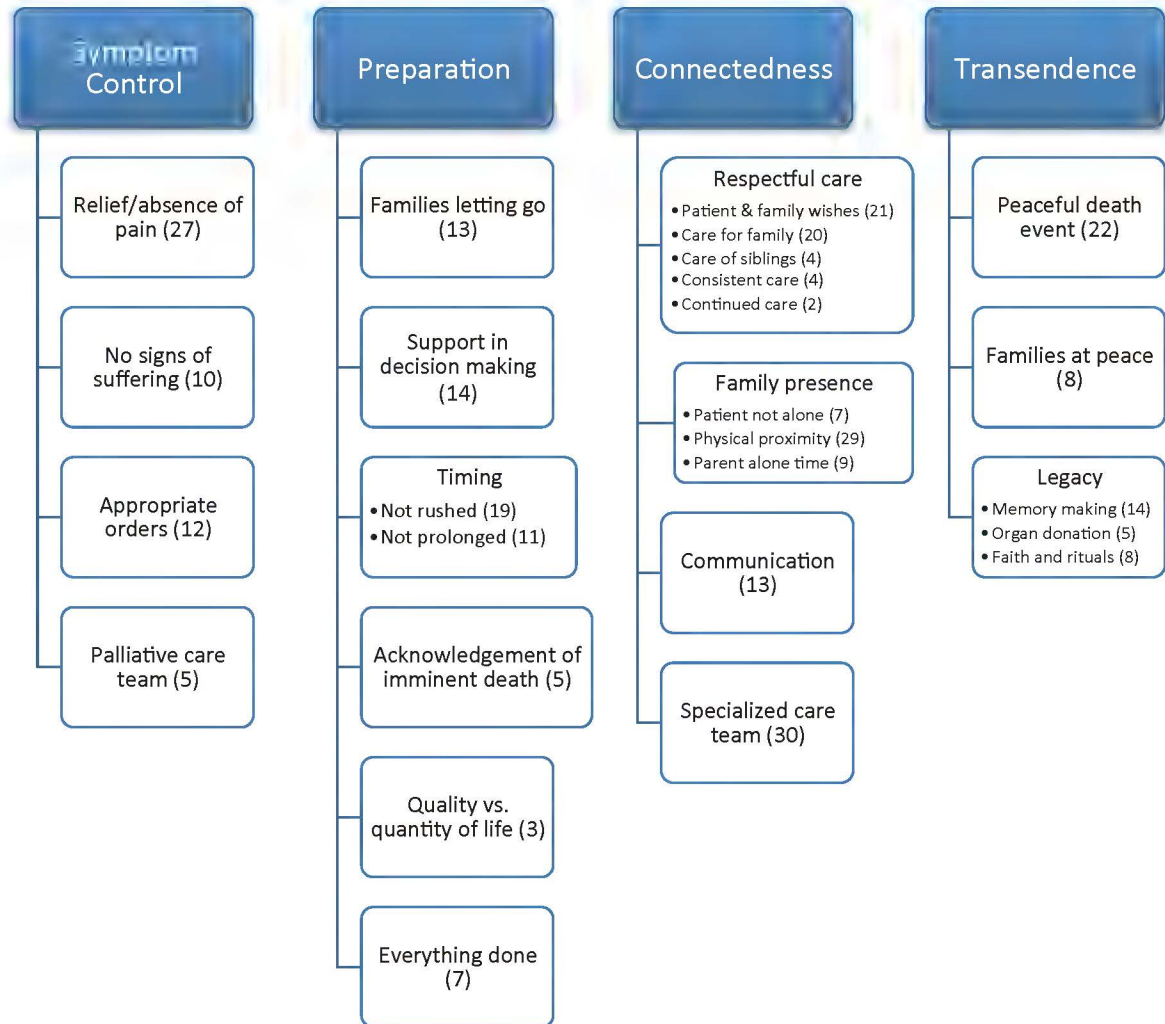 Symptom
Control
Relief/absence of
pain (27)
No signs of
suffering (10)
Appropriate
orders (12)
Palliative care
team (5)
Preparation
Families letting go
(13)
Support in
decision making
(14)
Timing
• Not rushed (19)
• Not prolonged (11)
Acknowledgement of
imminent death (5)
Quality vs.
quantity of life (3)
Everything done
(7)
Connectedness
Respectful care
• Patient & family wishes (21)
• Care for family (20)
• Care of siblings (4)
• Consistent care (4)
• Continued care (2)
Family presence
• Patient not alone (7)
• Physical proximity (29)
• Parent alone time (9)
Communication
(13)
Specialized care
team (30)
Transendence
Peaceful death
event (22)
Families at peace
(8)
Legacy
• Memory making (14)
• Organ donation (5)
• Faith and rituals (8)